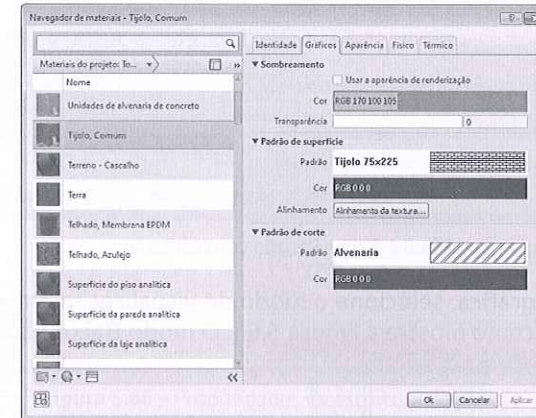 Navegador de materiais - Tijolo, Comum
Materiais do projeto: To...
Nome
Unidades de alvenaria de concreto
Tijolo, Comum
Terreno - Cascalho
Terra
Telhado, Membrana EPDM
Telhado, Azulejo
Superfície do piso analítica
Superfície da parede analítica
Superfície da laje analítica
Identidade Gráficos Aparência Físico Térmico
Sombreamento
Usar a aparência de renderização
Cor RGB 170 100 105
Transparência 0
Padrão de superfície
Padrão Tijolo 75x225
Cor RGB 0 0 0
Alinhamento Alinhamento da textura...
Padrão de corte
Padrão Alvenaria
Cor RGB 0 0 0
Ok Cancelar Aplicar